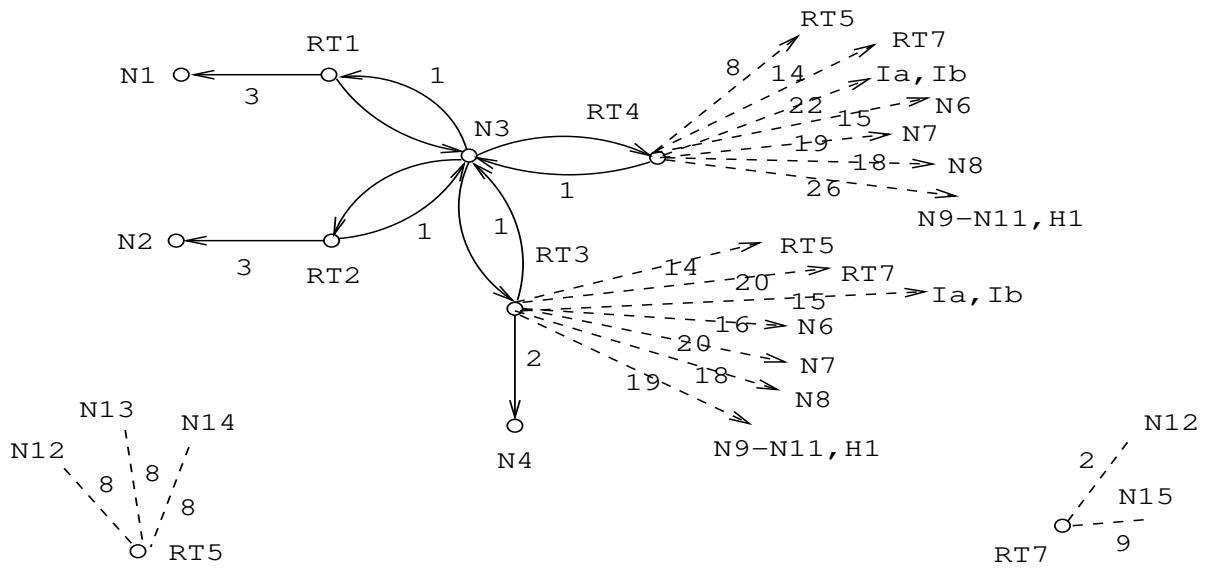 RT5
RT1
RT7
N1
1
8
14
Ia,Ib
3
22
N6
N3
RT4
15
N7
19
18
N8
1
26
N9-N11,H1
N2
1
1
3
RT2
RT3
14
RT5
20
RT7
15
Ia,Ib
16
N6
20
N7
2
18
19
N8
N13
N14
N12
N9-N11,H1
N12
N4
8
8
2
8
N15
RT5
RT7
9